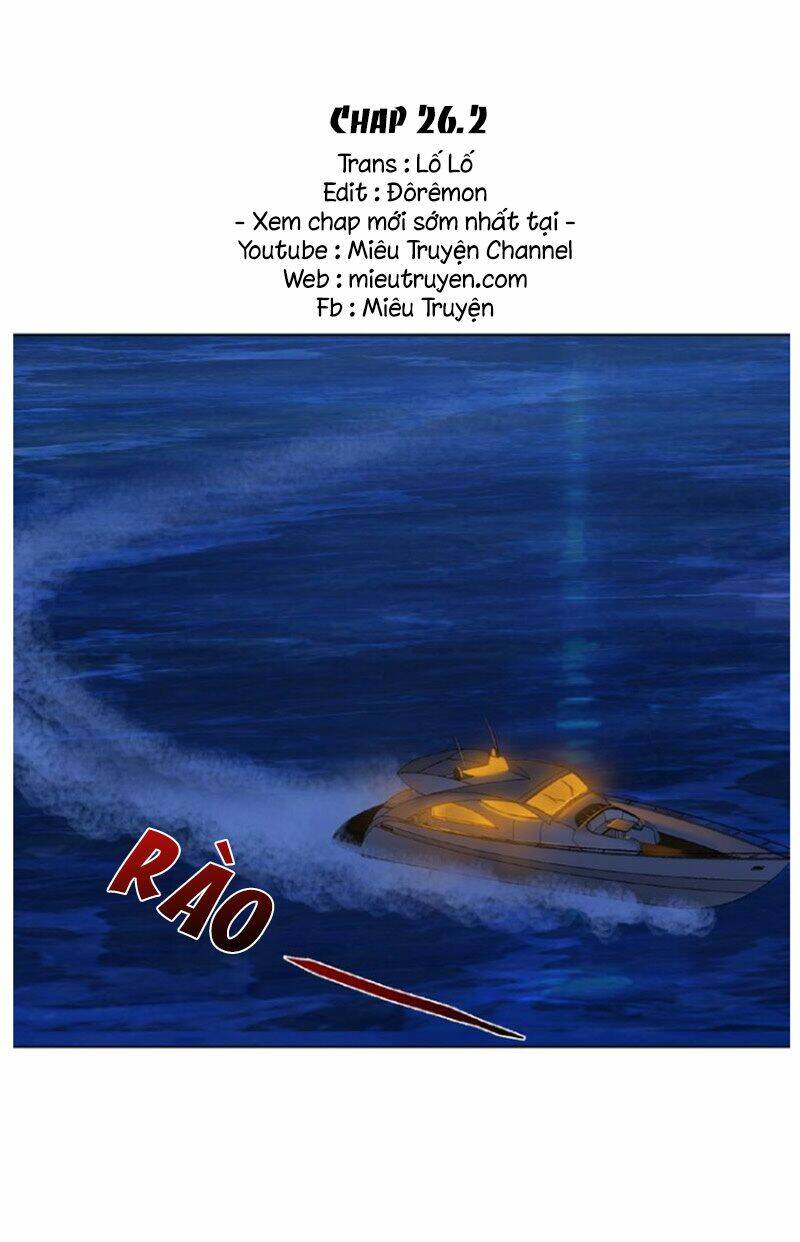 CHAP 26.2
Trans : Lố Lố
Edit : Đôrêmon
- Xem chap mới sớm nhất tại -
Youtube : Miêu Truyện Channel
Web : mieutruyen.com
Fb : Miêu Truyện
RÀO